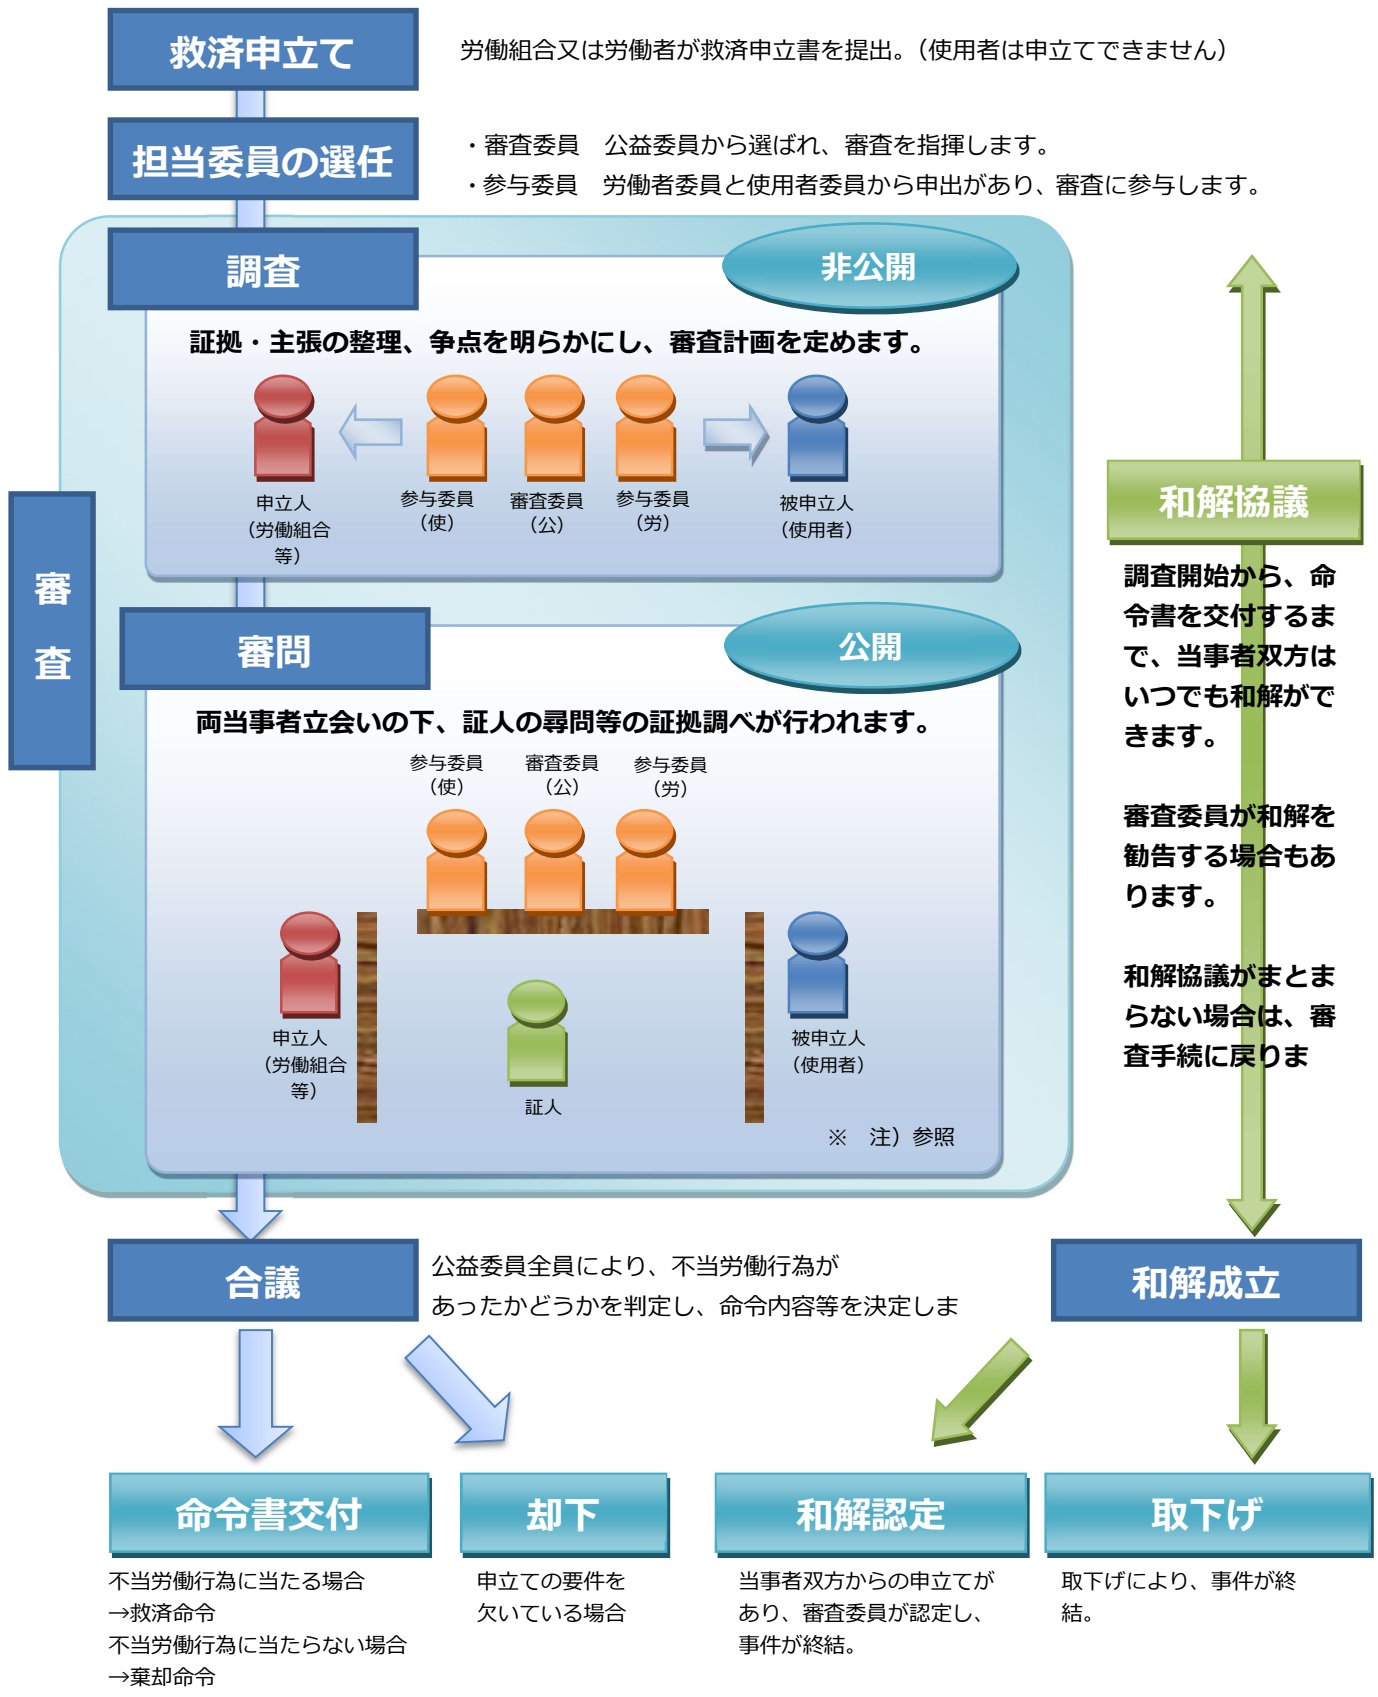 救済申立て
労働組合又は労働者が救済申立書を提出。（使用者は申立てできません）
担当委員の選任
・審査委員　公益委員から選ばれ、審査を指揮します。
・参与委員　労働者委員と使用者委員から申出があり、審査に参与します。
審
査
調査
非公開
証拠・主張の整理、争点を明らかにし、審査計画を定めます。
申立人
（労働組合
等）
参与委員
（使）
審査委員
（公）
参与委員
（労）
被申立人
（使用者）
審問
公開
両当事者立会いの下、証人の尋問等の証拠調べが行われます。
参与委員
（使）
審査委員
（公）
参与委員
（労）
申立人
（労働組合
等）
証人
被申立人
（使用者）
※　注）参照
和解協議
調査開始から、命
令書を交付するま
で、当事者双方は
いつでも和解がで
きます。
審査委員が和解を
勧告する場合もあ
ります。
和解協議がまとま
らない場合は、審
査手続に戻りま
合議
公益委員全員により、不当労働行為が
あったかどうかを判定し、命令内容等を決定しま
和解成立
命令書交付
不当労働行為に当たる場合
→救済命令
不当労働行為に当たらない場合
→棄却命令
却下
申立ての要件を
欠いている場合
和解認定
当事者双方からの申立てが
あり、審査委員が認定し、
事件が終結。
取下げ
取下げにより、事件が終
結。